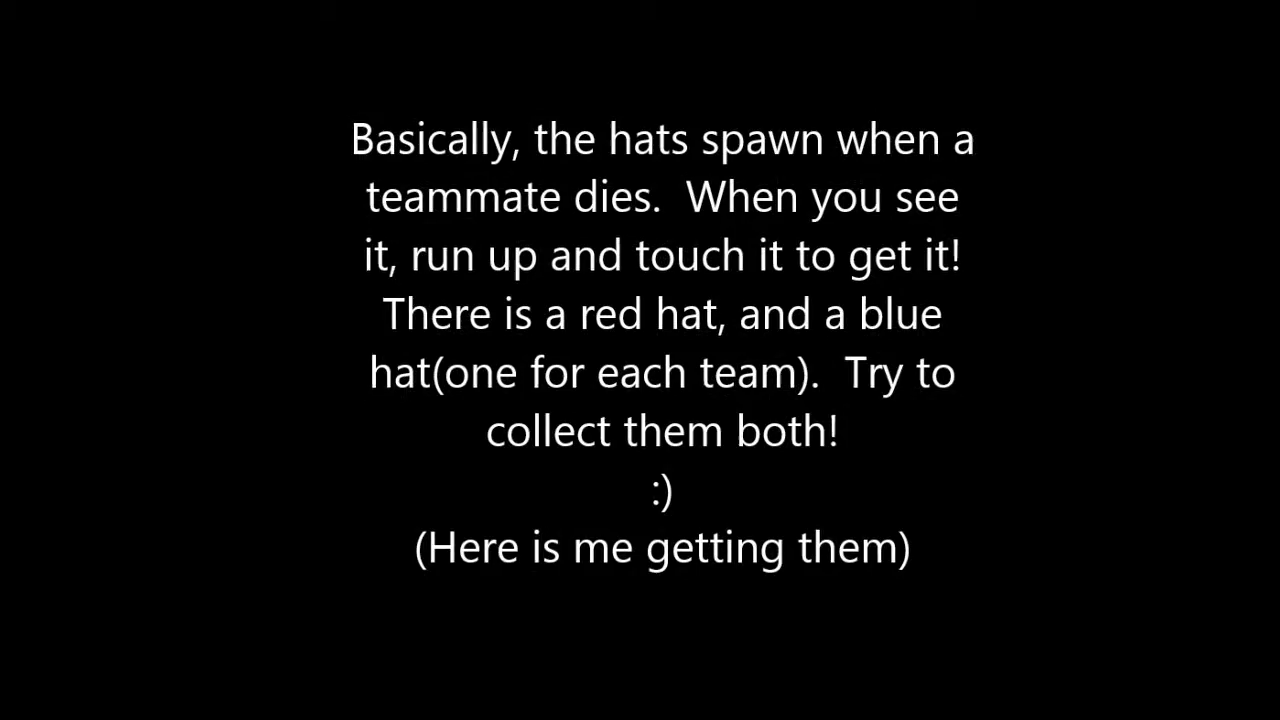 Basically, the hats spawn when a
teammate dies.  When you see
it, run up and touch it to get it!
There is a red hat, and a blue
hat(one for each team).  Try to
collect them both!
:)
(Here is me getting them)